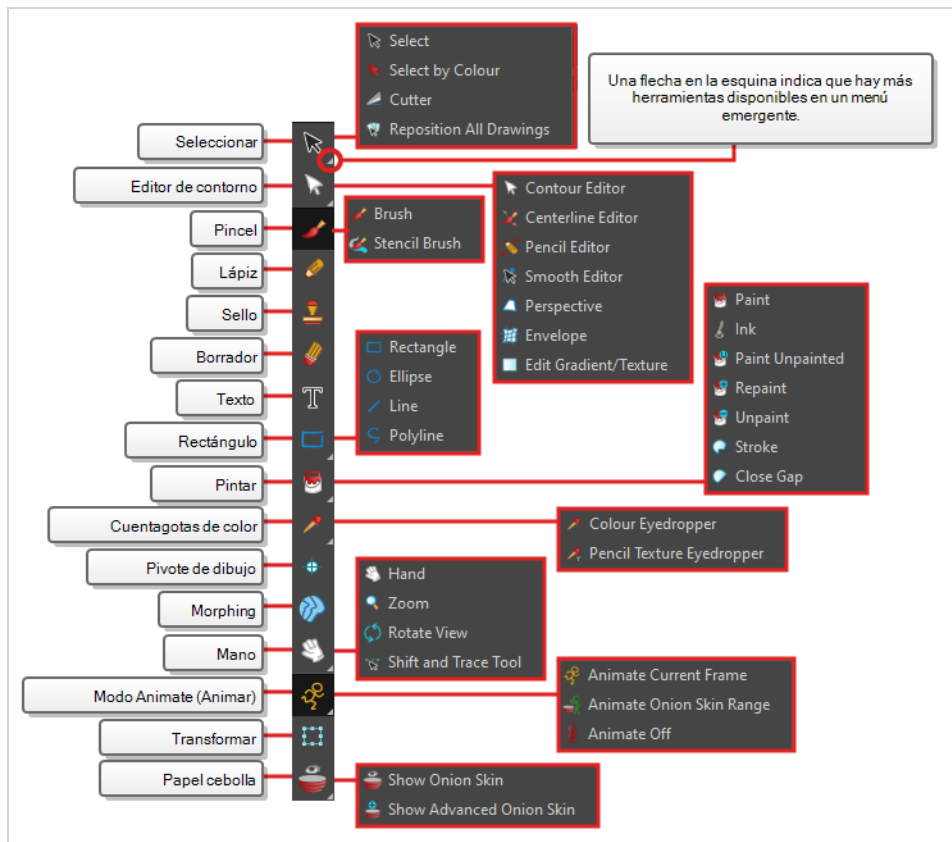 Select
Select by Colour
Cutter
Reposition All Drawings
Una flecha en la esquina indica que hay más
herramientas disponibles en un menú
emergente.
Seleccionar
Editor de contorno
Contour Editor
Centerline Editor
Pencil Editor
Smooth Editor
Perspective
Envelope
Edit Gradient/Texture
Pincel
Brush
Stencil Brush
Lápiz
Sello
Borrador
Texto
Rectángulo
Rectangle
Ellipse
Line
Polyline
Pintar
Paint
Ink
Paint Unpainted
Repaint
Unpaint
Stroke
Close Gap
Cuentagotas de color
Colour Eyedropper
Pencil Texture Eyedropper
Pivote de dibujo
Morphing
Mano
Hand
Zoom
Rotate View
Shift and Trace Tool
Modo Animate (Animar)
Animate Current Frame
Animate Onion Skin Range
Animate Off
Transformar
Papel cebolla
Show Onion Skin
Show Advanced Onion Skin